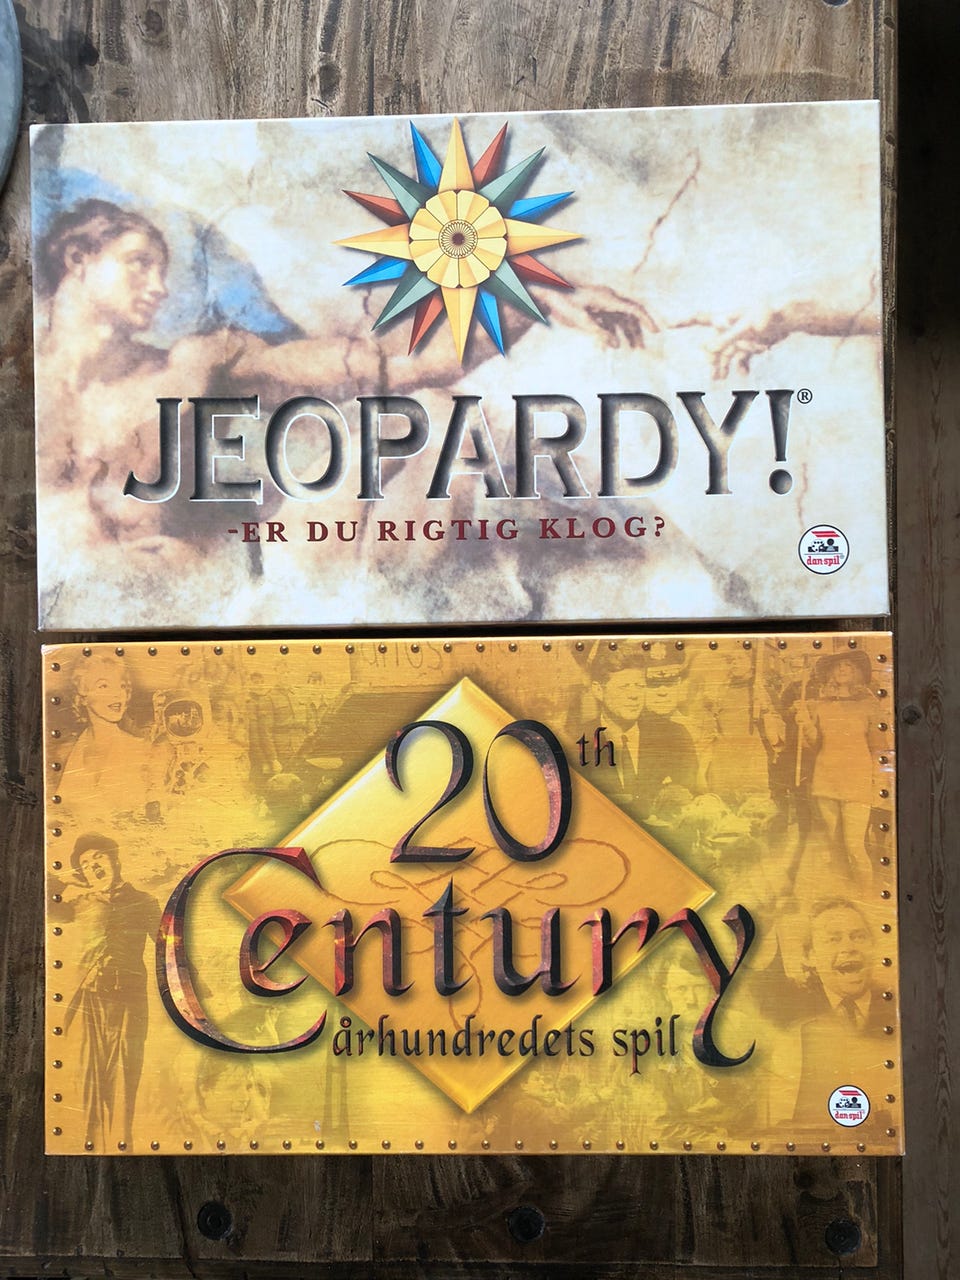 JEOPARDY!®
-ER DU RIGTIG KLOG?
dan spil
20th
Century
århundredets spil
dan spil